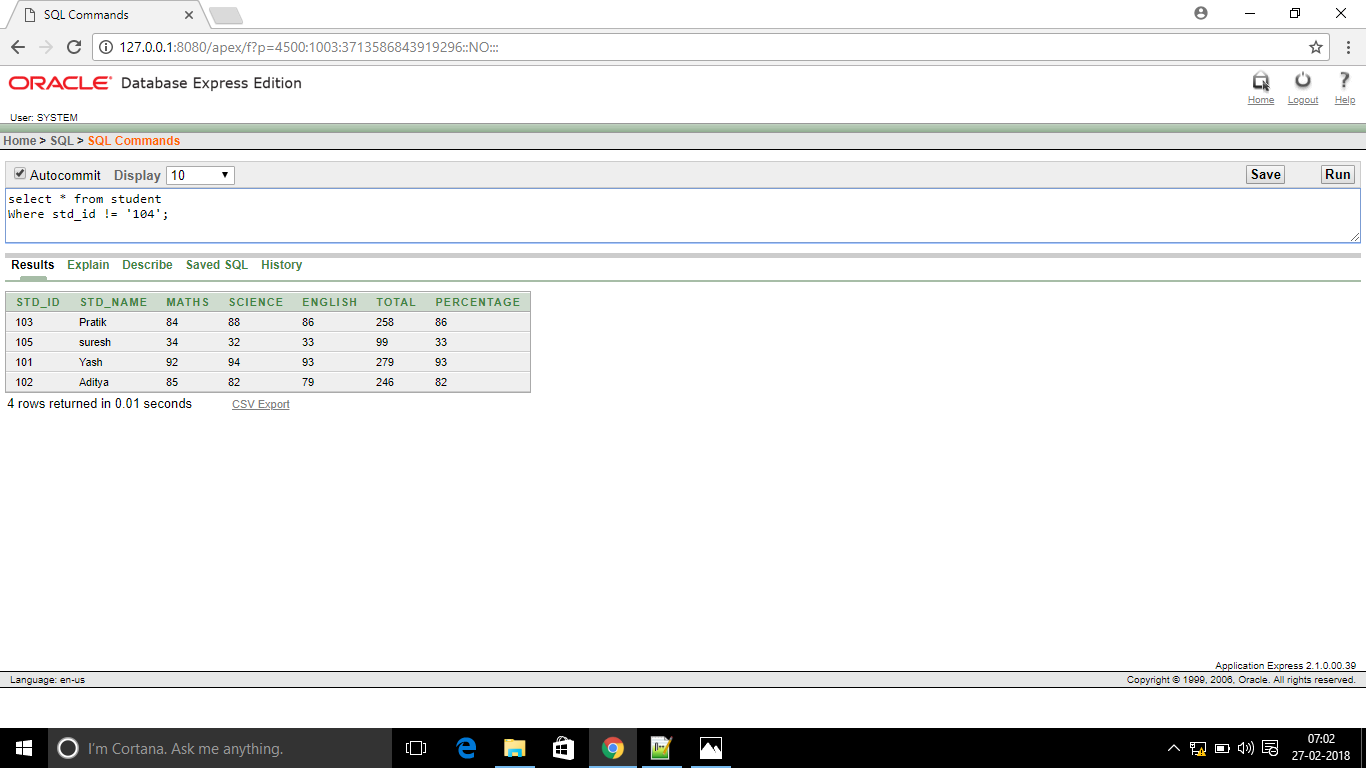 SQL Commands
127.0.0.1:8080/apex/f?p=4500:1003:3713586843919296::NO:::
ORACLE Database Express Edition
Home Logout Help
User: SYSTEM
Home > SQL > SQL Commands
Autocommit Display 10 Save Run
select * from student
Where std_id != '104';
Results Explain Describe Saved SQL History
STD_ID STD_NAME MATHS SCIENCE ENGLISH TOTAL PERCENTAGE
103 Pratik 84 88 86 258 86
105 suresh 34 32 33 99 33
101 Yash 92 94 93 279 93
102 Aditya 85 82 79 246 82
4 rows returned in 0.01 seconds CSV Export
Application Express 2.1.0.00.39
Language: en-us Copyright © 1999, 2006, Oracle. All rights reserved.
I'm Cortana. Ask me anything. 07:02
27-02-2018